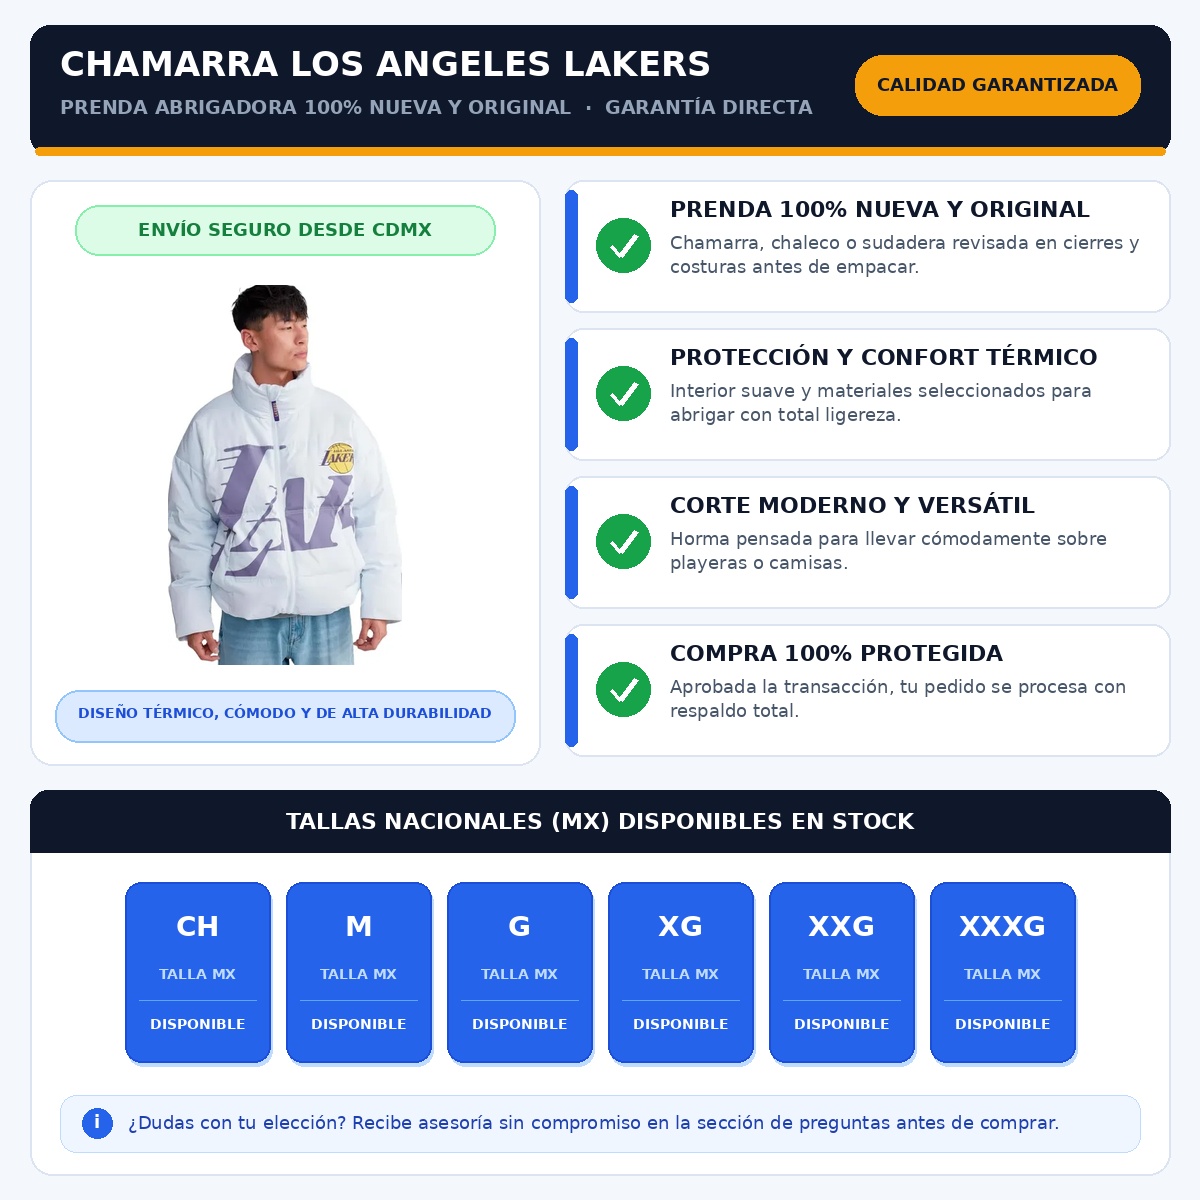 CHAMARRA LOS ANGELES LAKERS
PRENDA ABRIGADORA 100% NUEVA Y ORIGINAL · GARANTÍA DIRECTA
CALIDAD GARANTIZADA
ENVÍO SEGURO DESDE CDMX
LAKERS
DISEÑO TÉRMICO, CÓMODO Y DE ALTA DURABILIDAD
PRENDA 100% NUEVA Y ORIGINAL
Chamarra, chaleco o sudadera revisada en cierres y
costuras antes de empacar.
PROTECCIÓN Y CONFORT TÉRMICO
Interior suave y materiales seleccionados para
abrigar con total ligereza.
CORTE MODERNO Y VERSÁTIL
Horma pensada para llevar cómodamente sobre
playeras o camisas.
COMPRA 100% PROTEGIDA
Aprobada la transacción, tu pedido se procesa con
respaldo total.
TALLAS NACIONALES (MX) DISPONIBLES EN STOCK
CH
TALLA MX
DISPONIBLE
M
TALLA MX
DISPONIBLE
G
TALLA MX
DISPONIBLE
XG
TALLA MX
DISPONIBLE
XXG
TALLA MX
DISPONIBLE
XXXG
TALLA MX
DISPONIBLE
i
¿Dudas con tu elección? Recibe asesoría sin compromiso en la sección de preguntas antes de comprar.